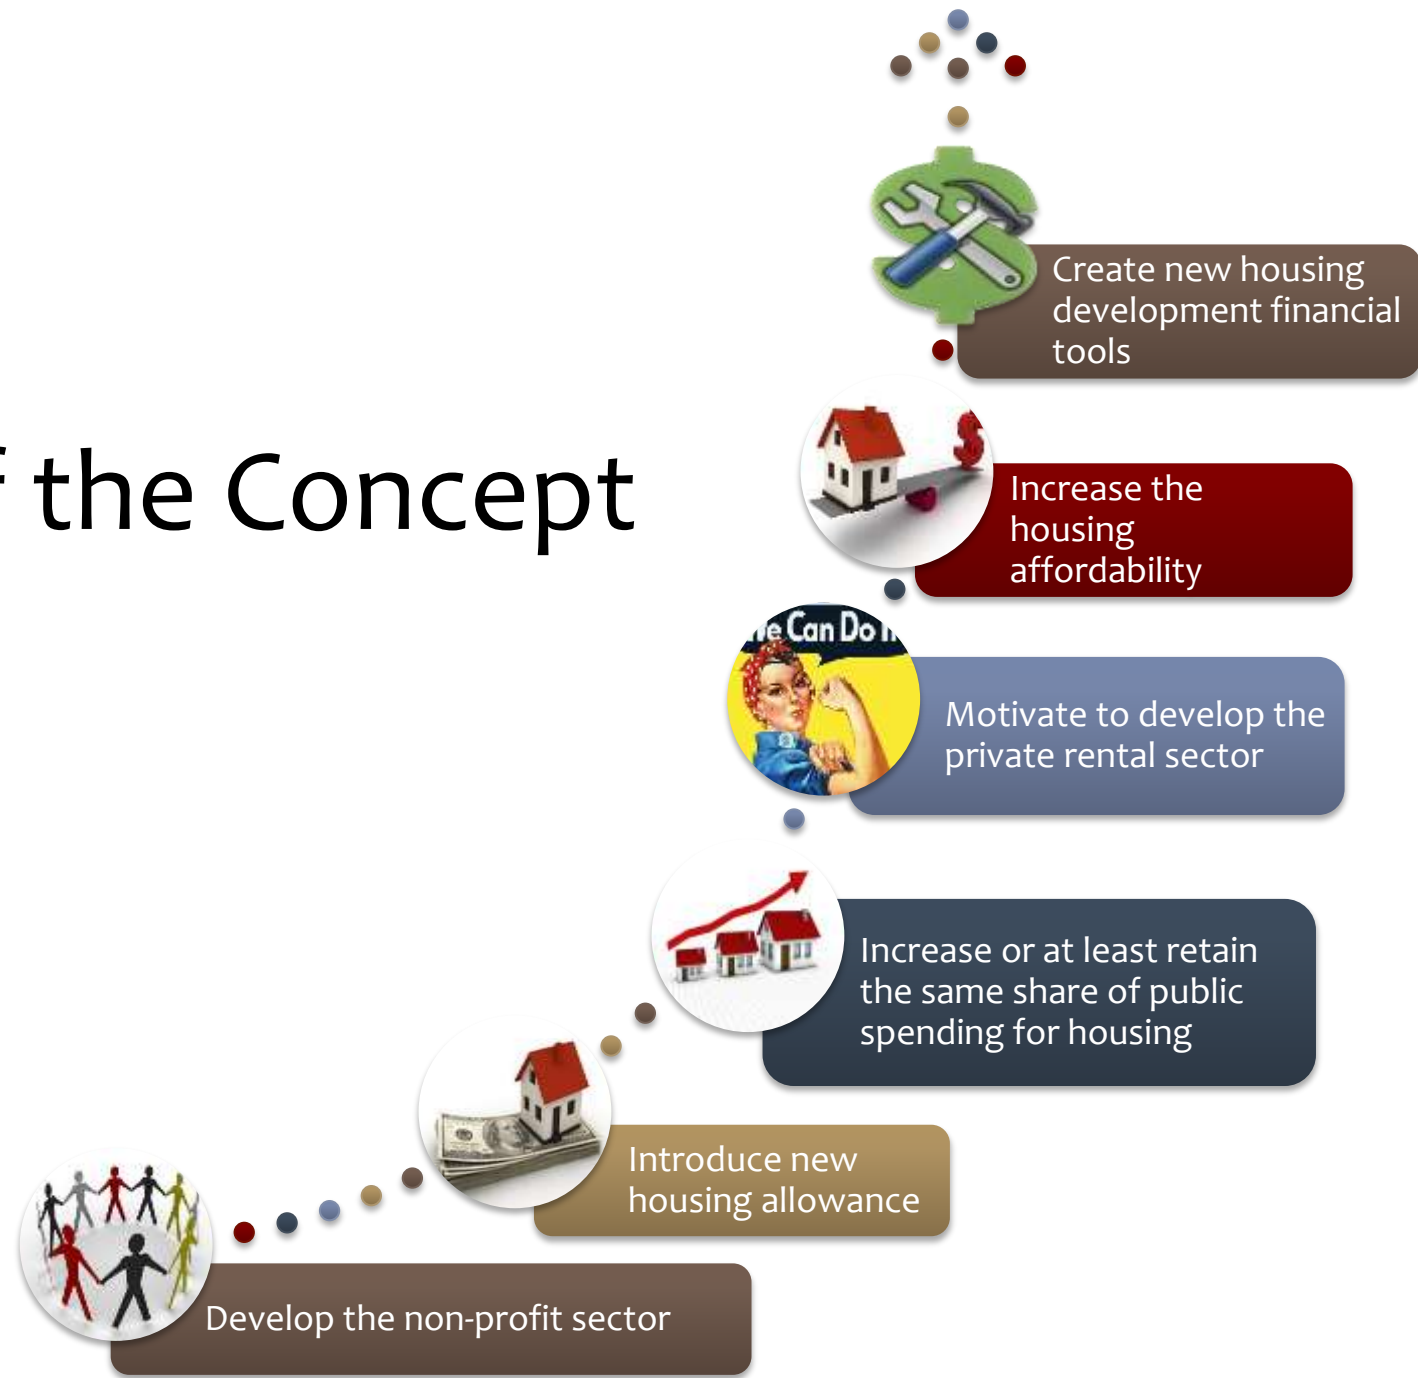 Create new housing
development financial
tools
f the Concept
Increase the
housing
affordability
Can Do
Motivate to develop the
private rental sector
Increase or at least retain
the same share of public
spending for housing
Introduce new
housing allowance
Develop the non-profit sector